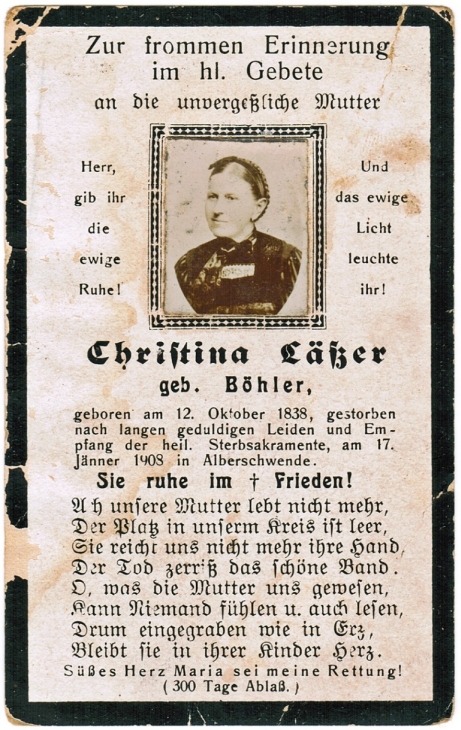 Zur frommen Erinnerung
im hl. Gebete
an die unvergeßliche Mutter
Herr,
gib ihr
die
ewige
Ruhe!
Und
das ewige
Licht
leuchte
ihr!
Christina Läßer
geb. Böhler,
geboren am 12. Oktober 1838, gestorben
nach langen geduldigen Leiden und Em-
pfang der heil. Sterbsakramente, am 17.
Jänner 1908 in Alberschwende.
Sie ruhe im † Frieden!
Ach unsere Mutter lebt nicht mehr,
Der Platz in unserm Kreis ist leer,
Sie reicht uns nicht mehr ihre Hand,
Der Tod zerriß das schöne Band.
O, was die Mutter uns gewesen,
Kann Niemand fühlen u. auch lesen,
Drum eingegraben wie in Erz,
Bleibt sie in ihrer Kinder Herz.
Süßes Herz Maria sei meine Rettung!
(300 Tage Ablaß.)